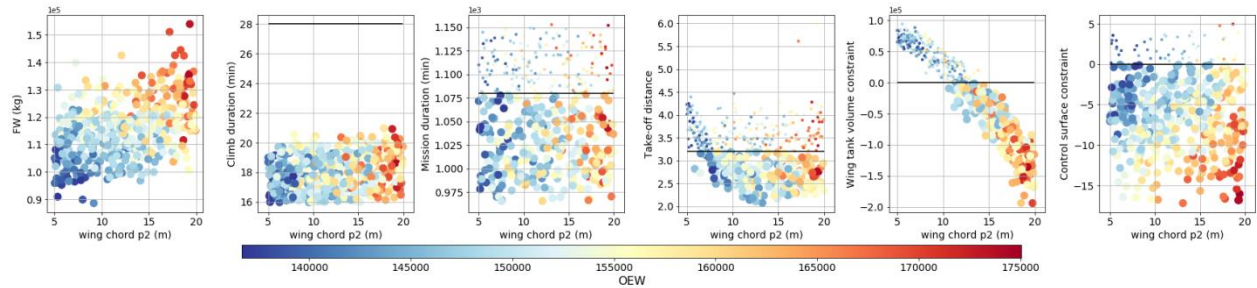 1e5
FW (kg)
1.5
1.4
1.3
1.2
1.1
1.0
0.9
5 10 15 20
wing chord p2 (m)
Climb duration (min)
28
26
24
22
20
18
16
5 10 15 20
wing chord p2 (m)
1e3
Mission duration (min)
1.150
1.125
1.100
1.075
1.050
1.025
1.000
0.975
5 10 15 20
wing chord p2 (m)
Take-off distance
6.0
5.5
5.0
4.5
4.0
3.5
3.0
2.5
2.0
5 10 15 20
wing chord p2 (m)
1e5
Wing tank volume constraint
1.0
0.5
0.0
−0.5
−1.0
−1.5
−2.0
5 10 15 20
wing chord p2 (m)
Control surface constraint
5
0
−5
−10
−15
5 10 15 20
wing chord p2 (m)
140000 145000 150000 155000 160000 165000 170000 175000
OEW